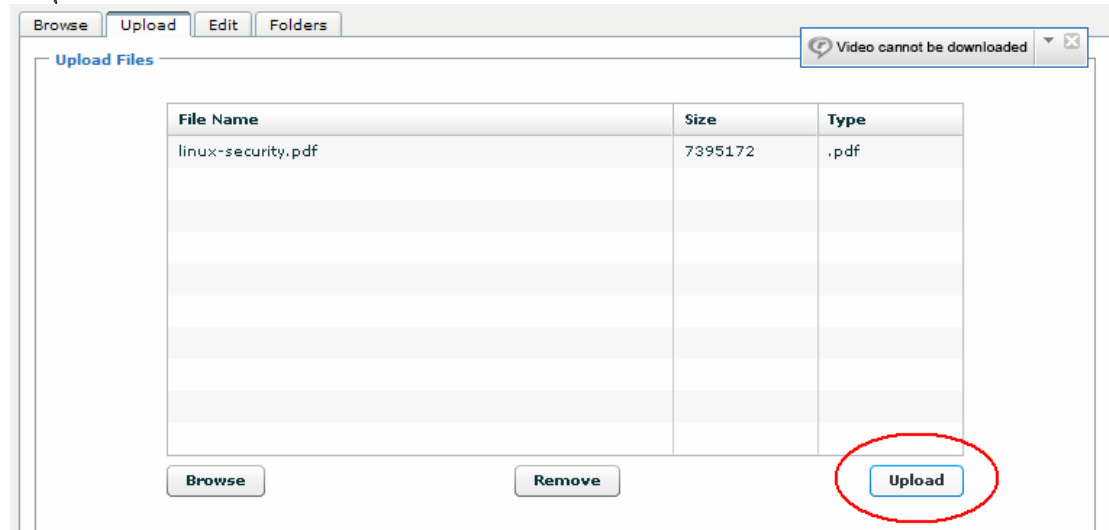 Browse Upload Edit Folders
Video cannot be downloaded
Upload Files
File Name Size Type
linux-security.pdf 7395172 .pdf
Browse Remove Upload